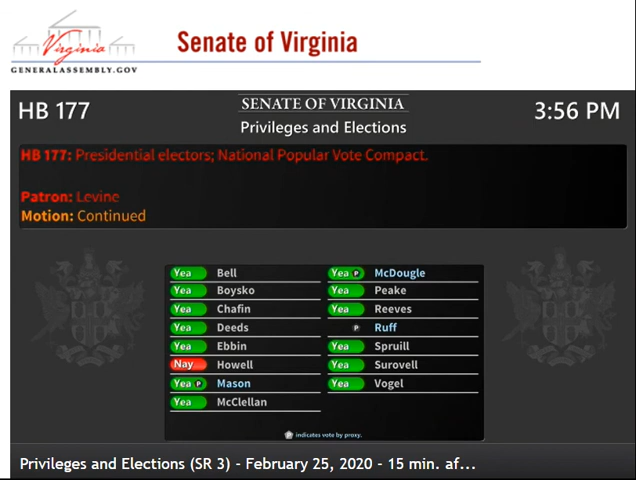 Virginia
GENERALASSEMBLY.GOV
Senate of Virginia
HB 177
SENATE OF VIRGINIA
Privileges and Elections
3:56 PM
HB 177: Presidential electors; National Popular Vote Compact.
Patron: Levine
Motion: Continued
Yea Bell
Yea Boysko
Yea Chafin
Yea Deeds
Yea Ebbin
Nay Howell
Yea P Mason
Yea McClellan
Yea P McDougle
Yea Peake
Yea Reeves
P Ruff
Yea Spruill
Yea Surovell
Yea Vogel
P indicates vote by proxy.
Privileges and Elections (SR 3) - February 25, 2020 - 15 min. af...